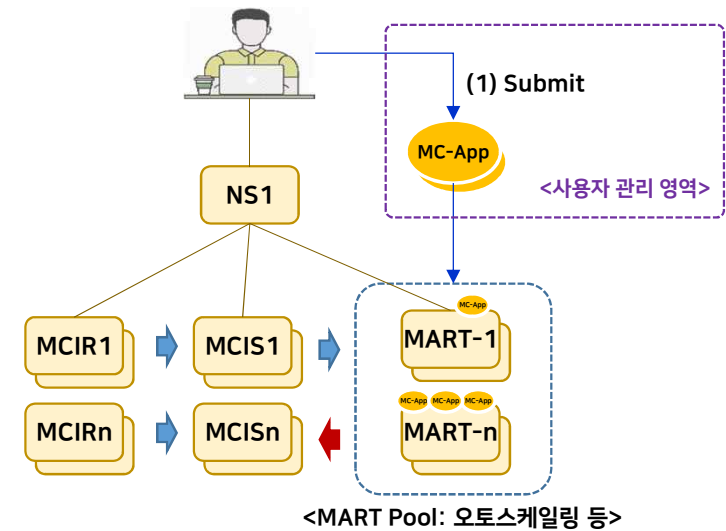 (1) Submit
MC-App
<사용자 관리 영역>
NS1
MC-App
MCIR1
MCIS1
MART-1
MC-App MC-App MC-App
MCIRn
MCISn
MART-n
<MART Pool: 오토스케일링 등>